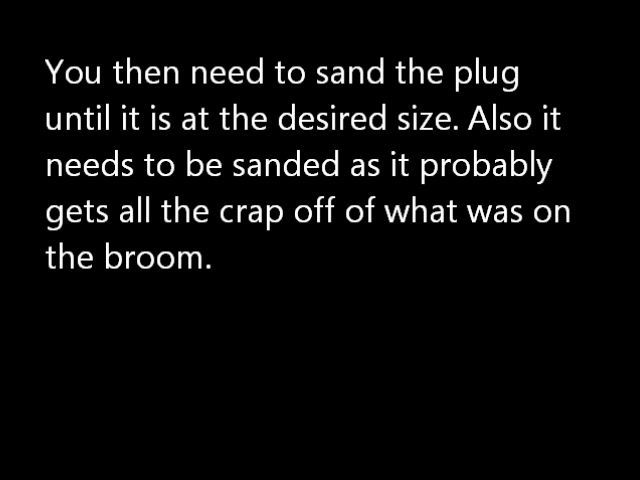 You then need to sand the plug
until it is at the desired size. Also it
needs to be sanded as it probably
gets all the crap off of what was on
the broom.